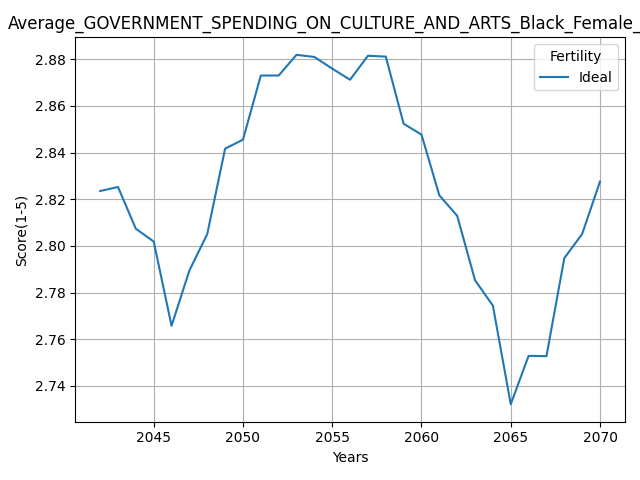 Average_GOVERNMENT_SPENDING_ON_CULTURE_AND_ARTS_Black_Female_
Fertility
Ideal
2.88
2.86
2.84
2.82
2.80
2.78
2.76
2.74
Score(1-5)
2045 2050 2055 2060 2065 2070
Years